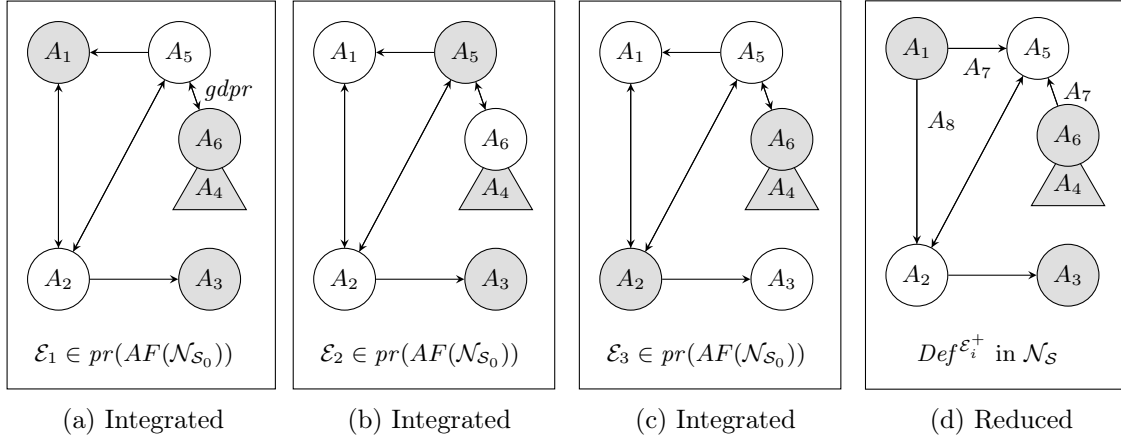 A1 A5
gdpr
A6
A4
A2 A3
ℰ1 ∈ pr(AF(𝒩𝒮0))
(a) Integrated
A1 A5
A6
A4
A2 A3
ℰ2 ∈ pr(AF(𝒩𝒮0))
(b) Integrated
A1 A5
A6
A4
A2 A3
ℰ3 ∈ pr(AF(𝒩𝒮0))
(c) Integrated
A1 A5
A7
A7
A8
A6
A4
A2 A3
Def^ℰi+ in 𝒩𝒮
(d) Reduced